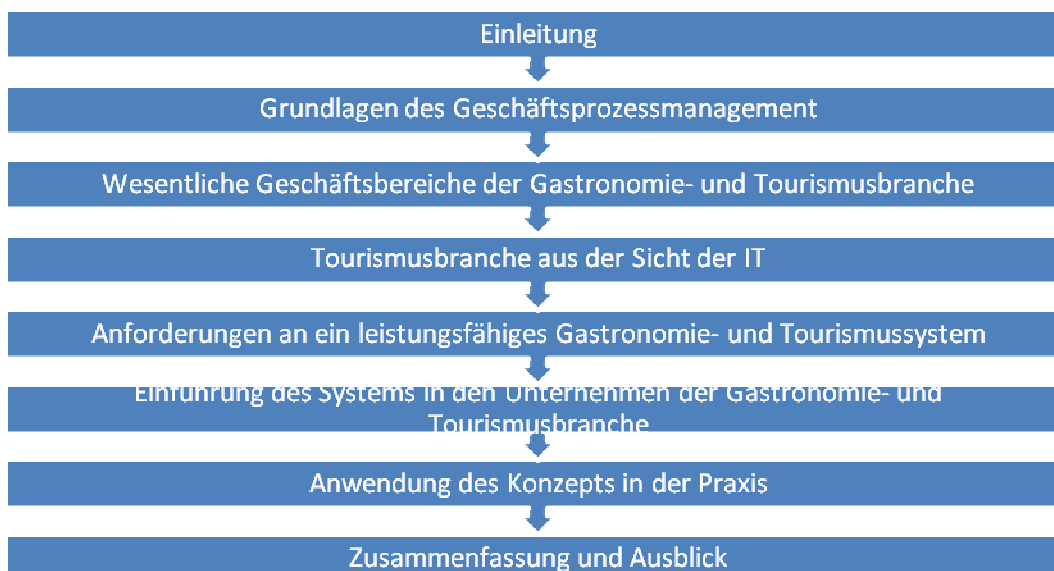 Einleitung
Grundlagen des Geschäftsprozessmanagement
Wesentliche Geschäftsbereiche der Gastronomie- und Tourismusbranche
Tourismusbranche aus der Sicht der IT
Anforderungen an ein leistungsfähiges Gastronomie- und Tourismussystem
Einführung des Systems in den Unternehmen der Gastronomie- und
Tourismusbranche
Anwendung des Konzepts in der Praxis
Zusammenfassung und Ausblick